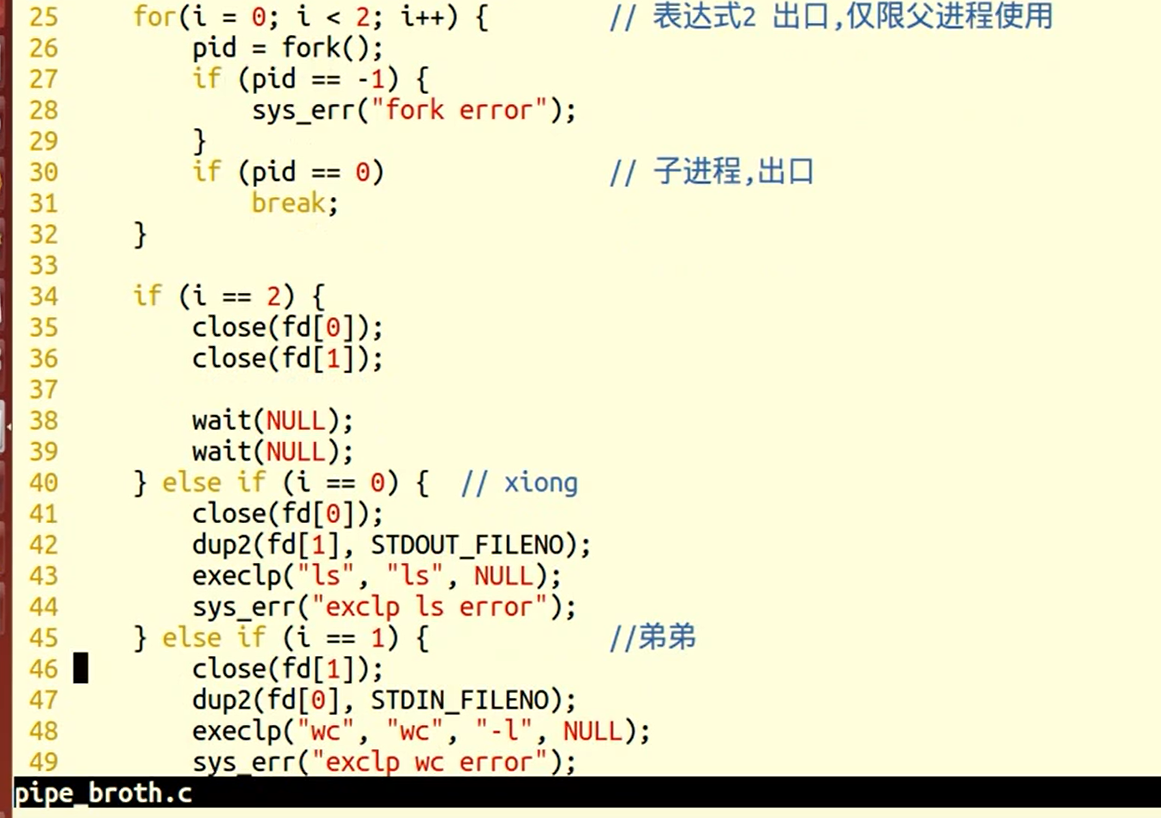 25     for(i = 0; i < 2; i++) {        // 表达式2 出口,仅限父进程使用
26         pid = fork();
27         if (pid == -1) {
28             sys_err("fork error");
29         }
30         if (pid == 0)               // 子进程,出口
31             break;
32     }
33
34     if (i == 2) {
35         close(fd[0]);
36         close(fd[1]);
37
38         wait(NULL);
39         wait(NULL);
40     } else if (i == 0) {  // xiong
41         close(fd[0]);
42         dup2(fd[1], STDOUT_FILENO);
43         execlp("ls", "ls", NULL);
44         sys_err("exclp ls error");
45     } else if (i == 1) {            //弟弟
46         close(fd[1]);
47         dup2(fd[0], STDIN_FILENO);
48         execlp("wc", "wc", "-l", NULL);
49         sys_err("exclp wc error");
pipe_broth.c